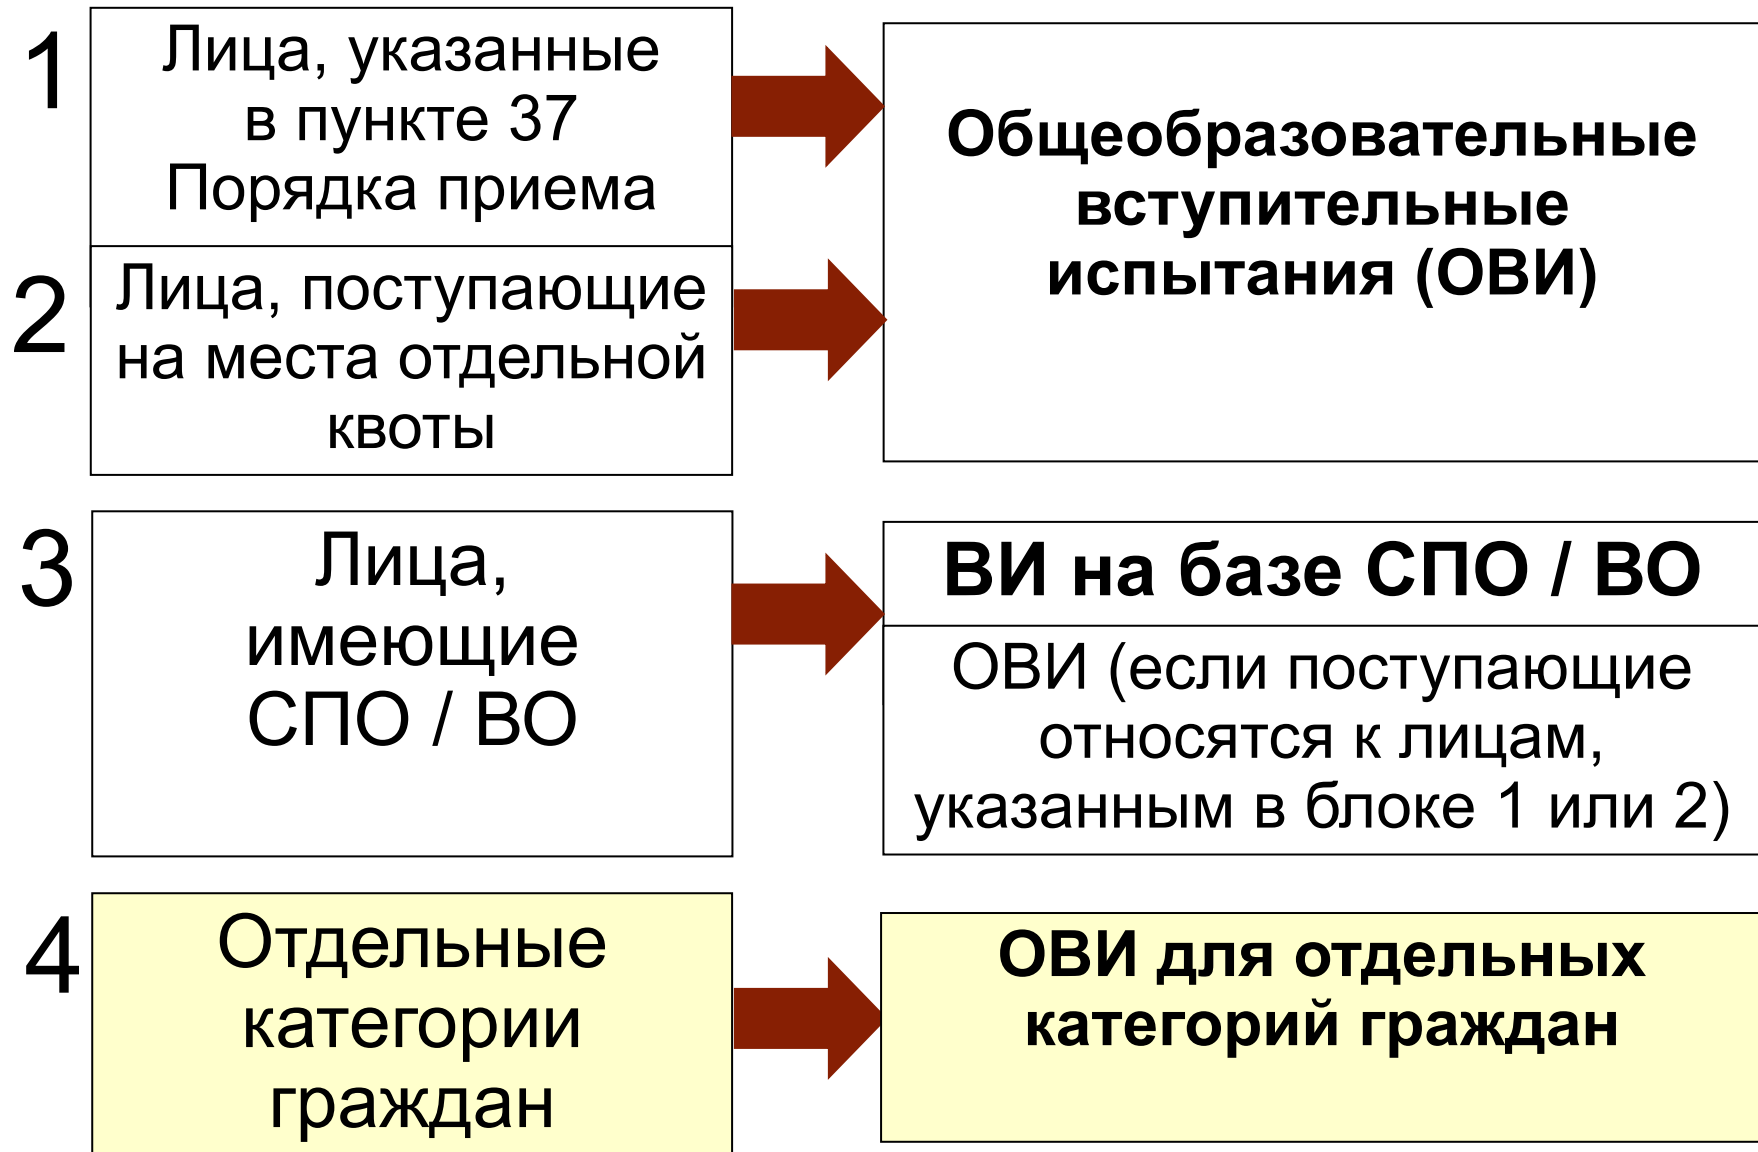 1
Лица, указанные
в пункте 37
Порядка приема
Общеобразовательные
вступительные
испытания (ОВИ)
2
Лица, поступающие
на места отдельной
квоты
3
Лица,
имеющие
СПО / ВО
ВИ на базе СПО / ВО
ОВИ (если поступающие
относятся к лицам,
указанным в блоке 1 или 2)
4
Отдельные
категории
граждан
ОВИ для отдельных
категорий граждан